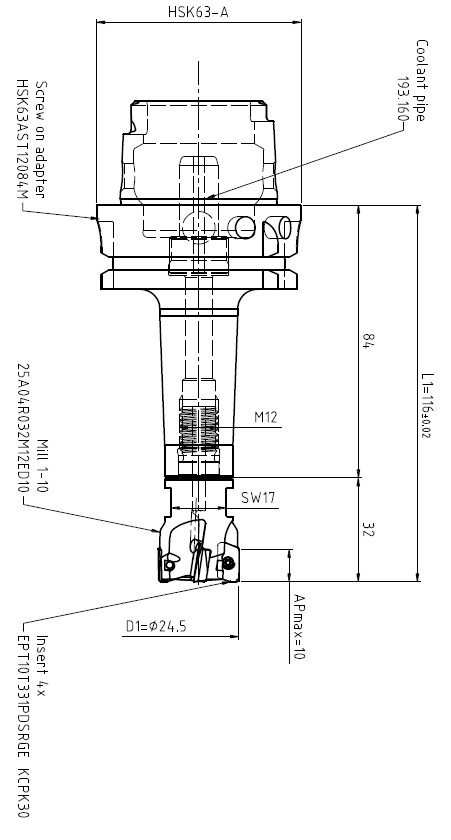 HSK63-A
Coolant pipe
193.160
Screw on adapter
HSK63AST12084M
84
L1=116±0.02
M12
Mill 1-10
25A04R032M12ED10
SW17
32
APmax=10
D1=Ø24.5
Insert 4x
EPT10T331PDSRGE KCPK30